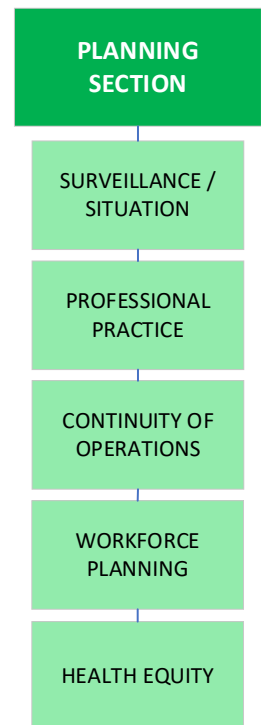 PLANNING
SECTION
SURVEILLANCE /
SITUATION
PROFESSIONAL
PRACTICE
CONTINUITY OF
OPERATIONS
WORKFORCE
PLANNING
HEALTH EQUITY